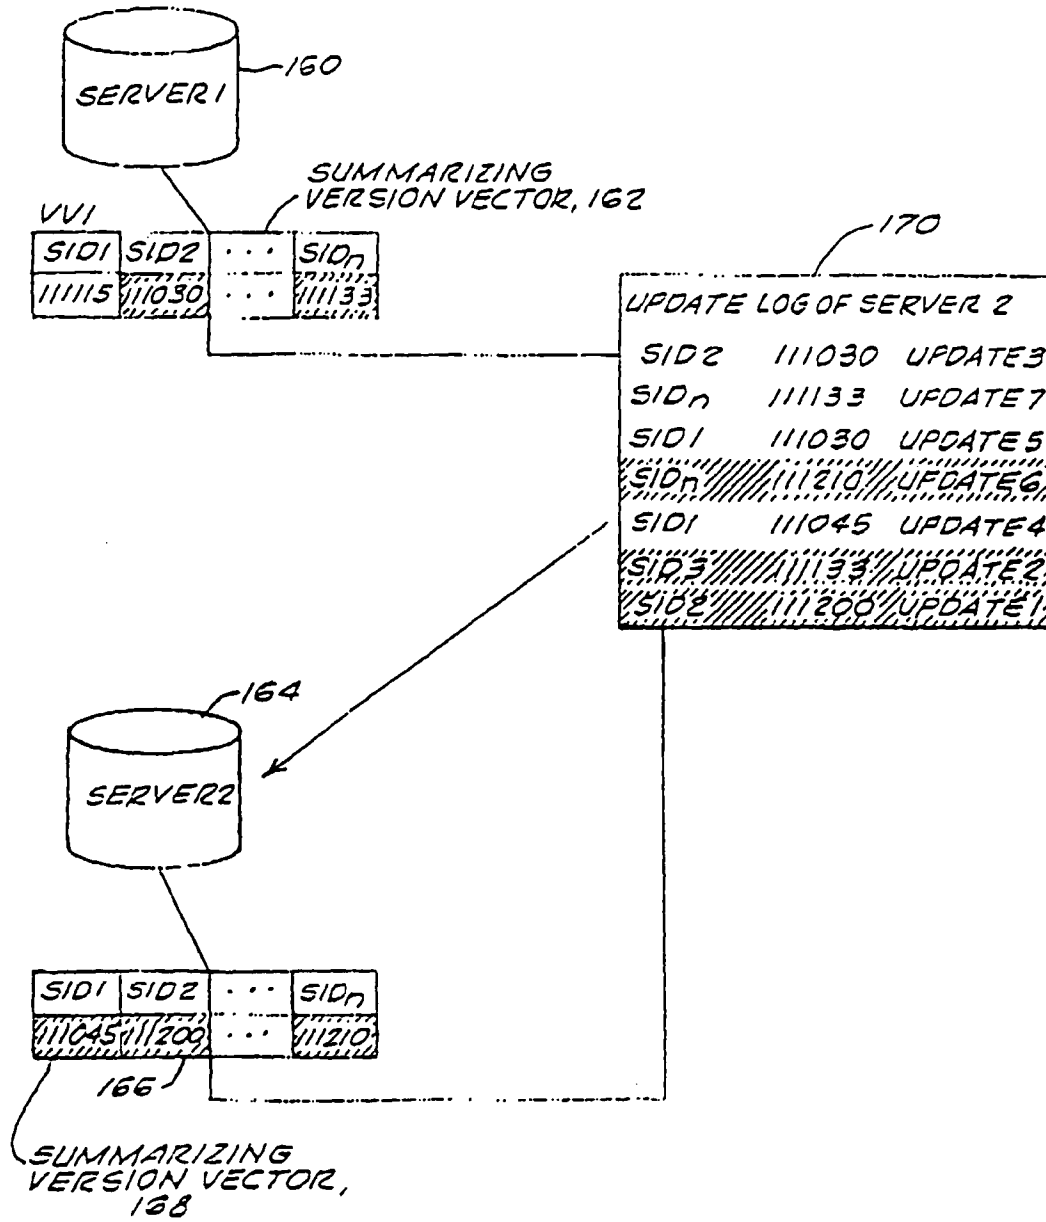 160
SERVER1
SUMMARIZING
VERSION VECTOR, 162
VV1
SID1 SID2 ... SIDn
111115 111030 ... 111133
170
UPDATE LOG OF SERVER 2
SID2 111030 UPDATE3
SIDn 111133 UPDATE7
SID1 111030 UPDATE5
SIDn 111210 UPDATE6
SID1 111045 UPDATE4
SID3 111133 UPDATE2
SID2 111200 UPDATE1
164
SERVER2
SID1 SID2 ... SIDn
111045 111200 ... 111210
166
SUMMARIZING
VERSION VECTOR,
168